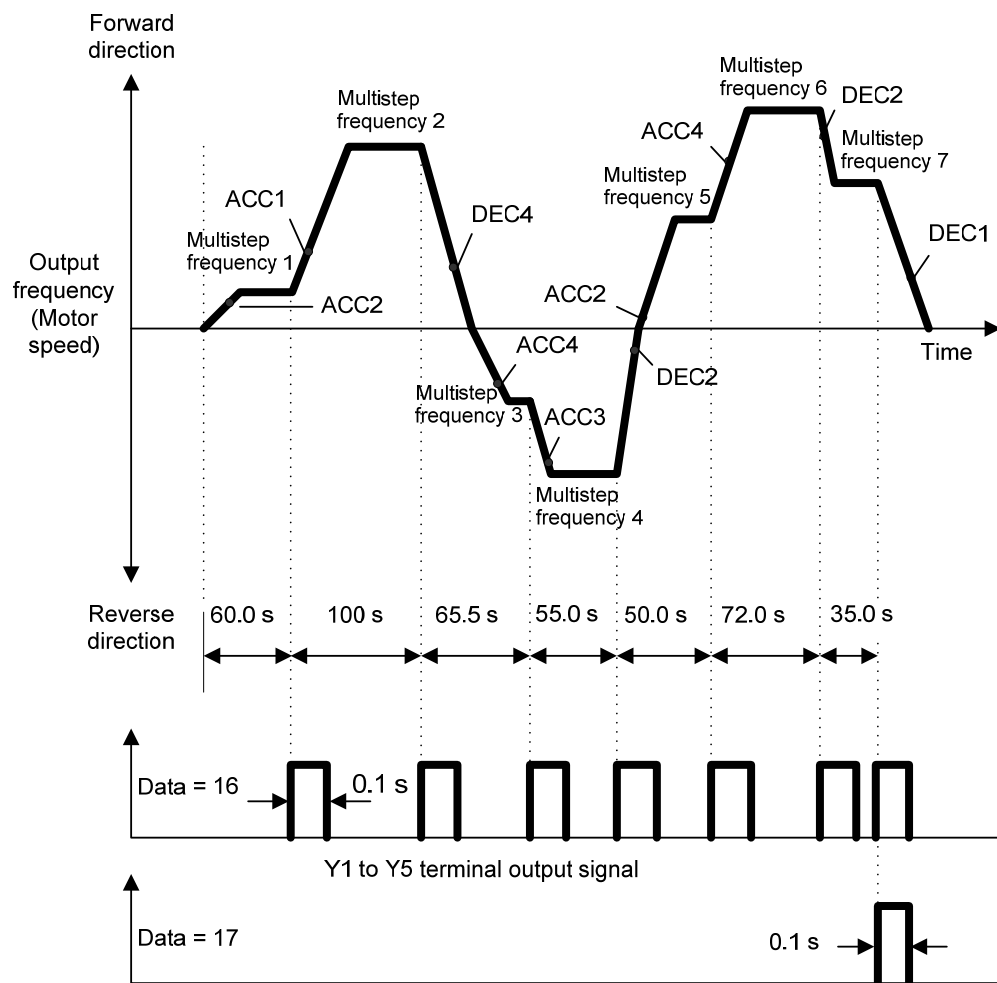 Forward
direction
Multistep
frequency 2
ACC1
Multistep
frequency 1
ACC2
DEC4
ACC4
Multistep
frequency 3
ACC3
Multistep
frequency 4
ACC2
DEC2
Multistep
frequency 5
ACC4
Multistep
frequency 6
DEC2
Multistep
frequency 7
DEC1
Output
frequency
(Motor
speed)
Time
Reverse
direction
60.0 s
100 s
65.5 s
55.0 s
50.0 s
72.0 s
35.0 s
Data = 16
0.1 s
Y1 to Y5 terminal output signal
Data = 17
0.1 s